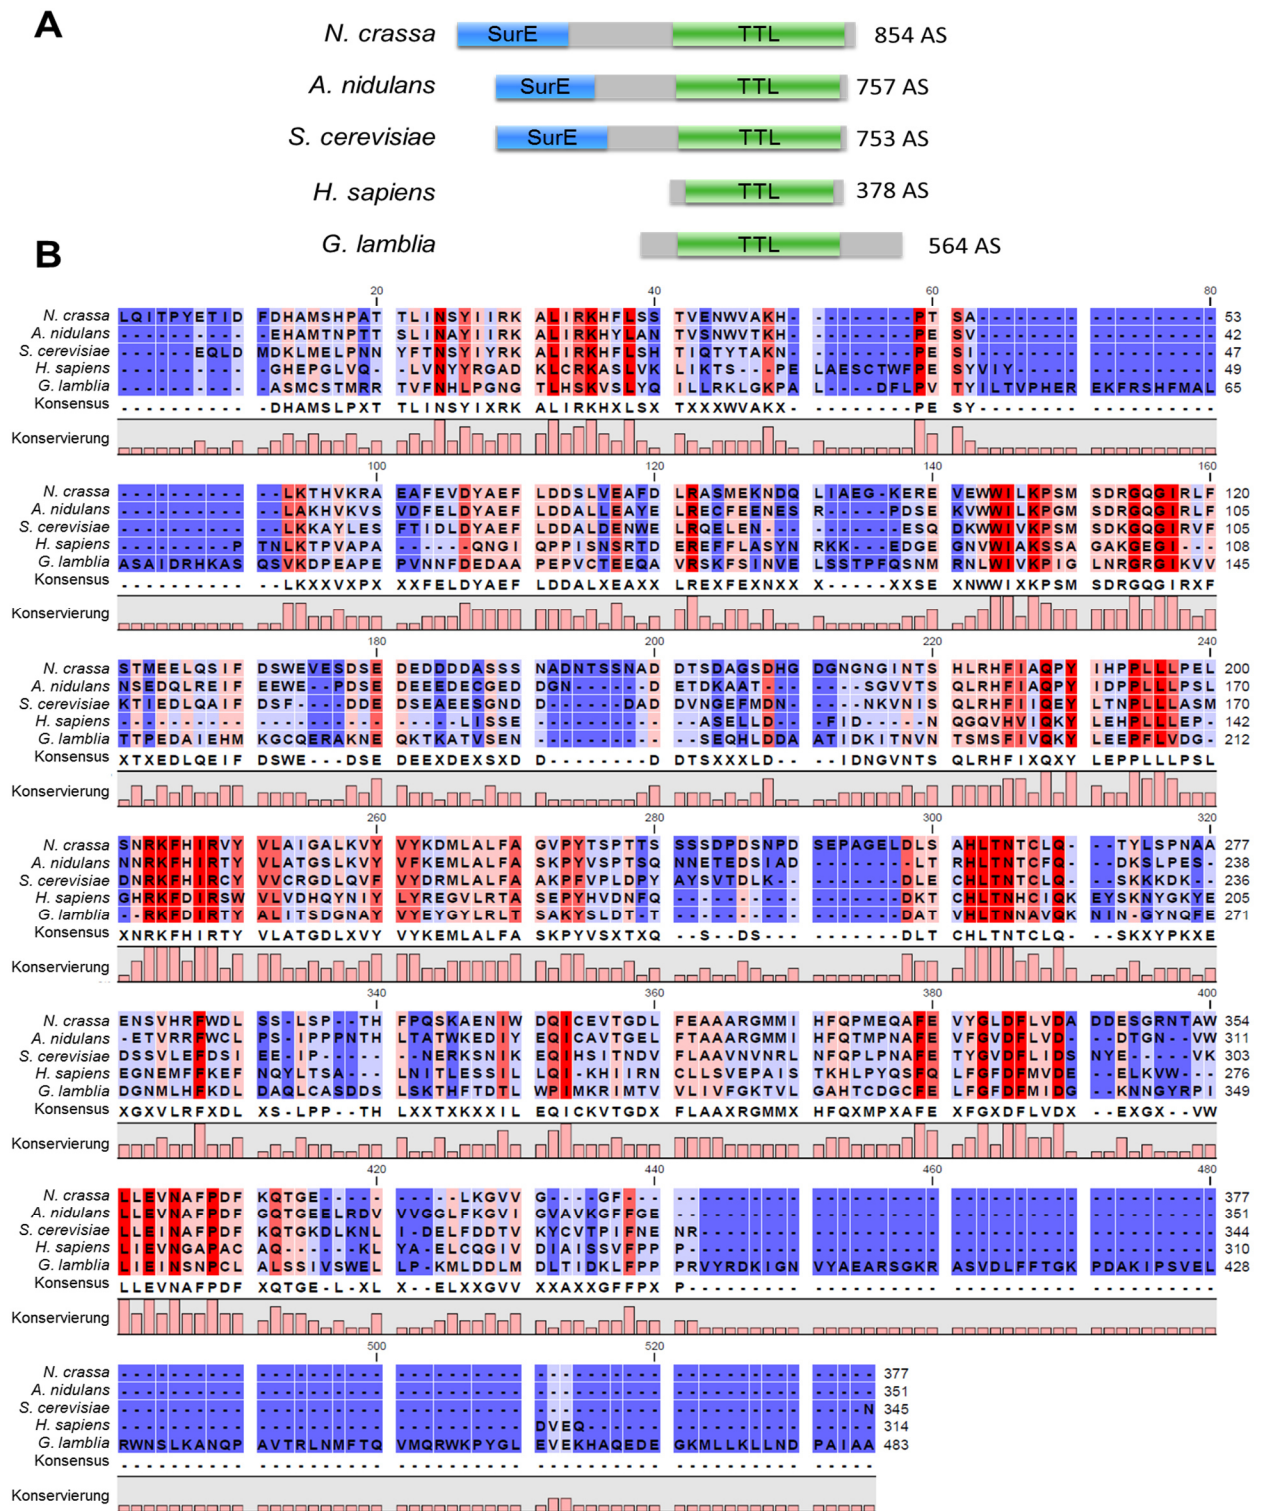 A
N. crassa SurE TTL 854 AS
A. nidulans SurE TTL 757 AS
S. cerevisiae SurE TTL 753 AS
H. sapiens TTL 378 AS
G. lamblia TTL 564 AS
B
20 40 60 80
N. crassa LQITPYETID FDHAMSHPAT TLINSYIIRK ALIRKHFLSS TVENWVAKH- --------PT SA-------- ---------- 53
A. nidulans ---------- -EHAMTNPTT SLINAYIIRK ALIRKHYLAN TVSNWVTKH- --------PE SV-------- ---------- 42
S. cerevisiae ------EQLD MDKLMELPNN YFTNSYIYRK ALIRKHFLSH TIQTYTAKN- --------PE SI-------- ---------- 47
H. sapiens ---------- -GHEPGLVQ- -LVNYYRGAD KLCRKASLVK LIKTS---PE LAESCTWFPE SYVIY----- ---------- 49
G. lamblia ---------- -ASMCSTMRR TVFNHLPGNG TLHSKVSLYQ ILLRKLGKPA L----DFLPV TYILTVPHER EKFRSHFMAL 65
Konsensus ---------- -DHAMSLPXT TLINSYIXRK ALIRKHXLSX TXXXWVAKX- --------PE SY-------- ----------
Konservierung
100 120 140 160
N. crassa ---------- --LKTHVKRA EAFEVDYAEF LDDSLVEAFD LRASMEKNDQ LIAEG-KERE VEWWILKPSM SDRGQGIRLF 120
A. nidulans ---------- --LAKHVKVS VDFELDYAEF LDDALLEAYE LRECFEENES R-----PDSE KVWWILKPGM SDRGQGIRLF 105
S. cerevisiae ---------- --LKKAYLES FTIDLDYAEF LDDALDENWE LRQELEN--- -------ESQ DKWWILKPSM SDKGQGIRVF 105
H. sapiens ---------P TNLKTPVAPA -----QNGI QPPISNSRTD EREFFLASYN RKK---EDGE GNVWIAKSSA GAKGEGI--- 108
G. lamblia ASAIDRHKAS QSVKDPEAPE PVNNFDEDAA PEPVCTEEQA VRSKFSINVE LSSTPFQSNM RNLWIVKPIG LNRGRGIKVV 145
Konsensus ---------- --LKXXVXPX XXFELDYAEF LDDALXEAXX LREXFEXNXX X-----XXSE XNWWIXKPSM SDRGQGIRXF
Konservierung
180 200 220 240
N. crassa STMEELQSIF DSWEVESDSE DEDDDDASSS NADNTSSNAD DTSDAGSDHG DGNGNGINTS HLRHFIAQPY IHPPLLLPEL 200
A. nidulans NSEDQLREIF EEWE--PDSE DEEEDECGED DGN------D ETDKAAT--- ---SGVVTS QLRHFIAQPY IDPPLLLPSL 170
S. cerevisiae KTIEDLQAIF DSF---DDE DSEAEESGND D------DAD DVNGEFMDN- ---NKVNIS QLRHFIIQEY LTNPLLLASM 170
H. sapiens ---------- ---------- ------LISSE ---------- --ASELLD-- -FID-----N QGQVHVIQKY LEHPLLLEP- 142
G. lamblia TTPEDAIEHM KGCQERAKNE QKTKATVSEN ---------- --SEQHLDDA ATIDKITNVN TSMSFIVQKY LEEPFLVDG- 212
Konsensus XTXEDLQEIF DSWE---DSE DEEXDEXSXD D--------D DTSXXXLD-- --IDNGVNTS QLRHFIXQXY LEPPLLLPSL
Konservierung
260 280 300 320
N. crassa SNRKFHIRVY VLAIGALKVY VYKDMLALFA GVPYTSPTTS SSSDPDSNPD SEPAGELDLS RHLTNTCLQ- --TYLSPNAA 277
A. nidulans NNRKFHIRTY VLATGSLKVY VFKDMLALFA SKPYVSPTSQ NNETEDSIAD -------LT AHLTNTCLQ- --DKSLPES- 238
S. cerevisiae DNRKFHIRCY VVCRGDLQVF VYDRMLALFA AKPFVPLDPY AYSVTDLK-- -------DLE CHLTNTCLQ- --SKKKDK-- 236
H. sapiens GHRKFDIRSW VLVDHQYNIY LYREGVLRTA SEPYHVDNFQ ---------- -------DKT CHLTNHCIQK EYSKNYGKYE 205
G. lamblia --RKFDIRTY ALITSDGNAY VYEYGYLRLT SAKYSLDT-T ---------- -------DAT VHLTNNAVQK NIN-GYNQFE 271
Konsensus XNRKFHIRTY VLATGDLXVY VYKEMLALFA SKPYVSXTXQ --S--DS--- -------DLT CHLTNTCLQ- --SKXYPKXE
Konservierung
340 360 380 400
N. crassa ENSVHRFWDL SS-LSP--TH FPQSKAENIW DQICEVTGDL FEAAARGMMI HFQPMEQAFE VYGLDFLVDA DDESGRNTAW 354
A. nidulans -ETVRRFWCL PS-IPPPNTH LTATWKEDIY EQICAVTGEL FTAAARGMMI HFQTMPNAFE VFGVDFLVDA --DTGN--VW 311
S. cerevisiae DSSVLEFDSI EE-IP----- --NERKSNIK EQIHSITNDV FLAAVNVNRL NFQPLPNAFE TYGVDFLIDS NYE-----VK 303
H. sapiens EGNEMFFKEF NQYLTSA--- LNITLESSIL LQIKHIIRNC LLSVEPAIST KHLPYQSFQ LFGFDFMVDE --ELKVW--- 276
G. lamblia DGNMLHFKDL DAQLCASDDS LSKTHFTDTL WPIMKRIMTV VLIVFGKTVL GAHTCDGCFE LFGFDFMIDG --KNNGYRPI 349
Konsensus XGXVLRFXDL XS-LPP--TH LXXTXKXXIL EQICKVTGDX FLAAXRGMMX HFQXMPXAFE XFGXDFLVDX --EXGX--VW
Konservierung
420 440 460 480
N. crassa LLEVNAFPDF KQTGE----- ----LKGVVG G---GF---- ---------- ---------- ---------- 377
A. nidulans LLEVNAFPDF GQTGEELRDV VVGGLFKGVI GVAVKGFFGE ---------- ---------- ---------- 351
S. cerevisiae LLEINAFPDF KQTGKDLKNL I-DELFDDTV KYCVTPIFNE NR-------- ---------- ---------- 344
H. sapiens LIEVNGAPAC AQ------KL YA-ELCQGIV DIAISSVFPP P--------- ---------- ---------- 310
G. lamblia LIEINSNPCL ALSSIVSWEL LP-KMLDDLMD LTIDKLFPP PRVYRDKIGN VYAEARSGKR ASVDLFFTGK PDAKIPSVEL 428
Konsensus LLEVNAFPDF XQTGE-L-XL X--ELXXGVV XXAXXGFFPX P--------- ---------- ----------
Konservierung
500 520
N. crassa ---------- ---------- ---------- ---------- ---------- ----- 377
A. nidulans ---------- ---------- ---------- ---------- ---------- ----- 351
S. cerevisiae ---------- ---------- ---------- ---------- ---------- ----N 345
H. sapiens ---------- ---------- ---------- DVEQ------ ---------- ----- 314
G. lamblia RWNSLKANQP AVTRLNMFTQ VMQRWKPYGL EVEKHAQEDE GKMLLKLLND PAIAA 483
Konsensus ---------- ---------- ---------- ---------- ---------- -----
Konservierung